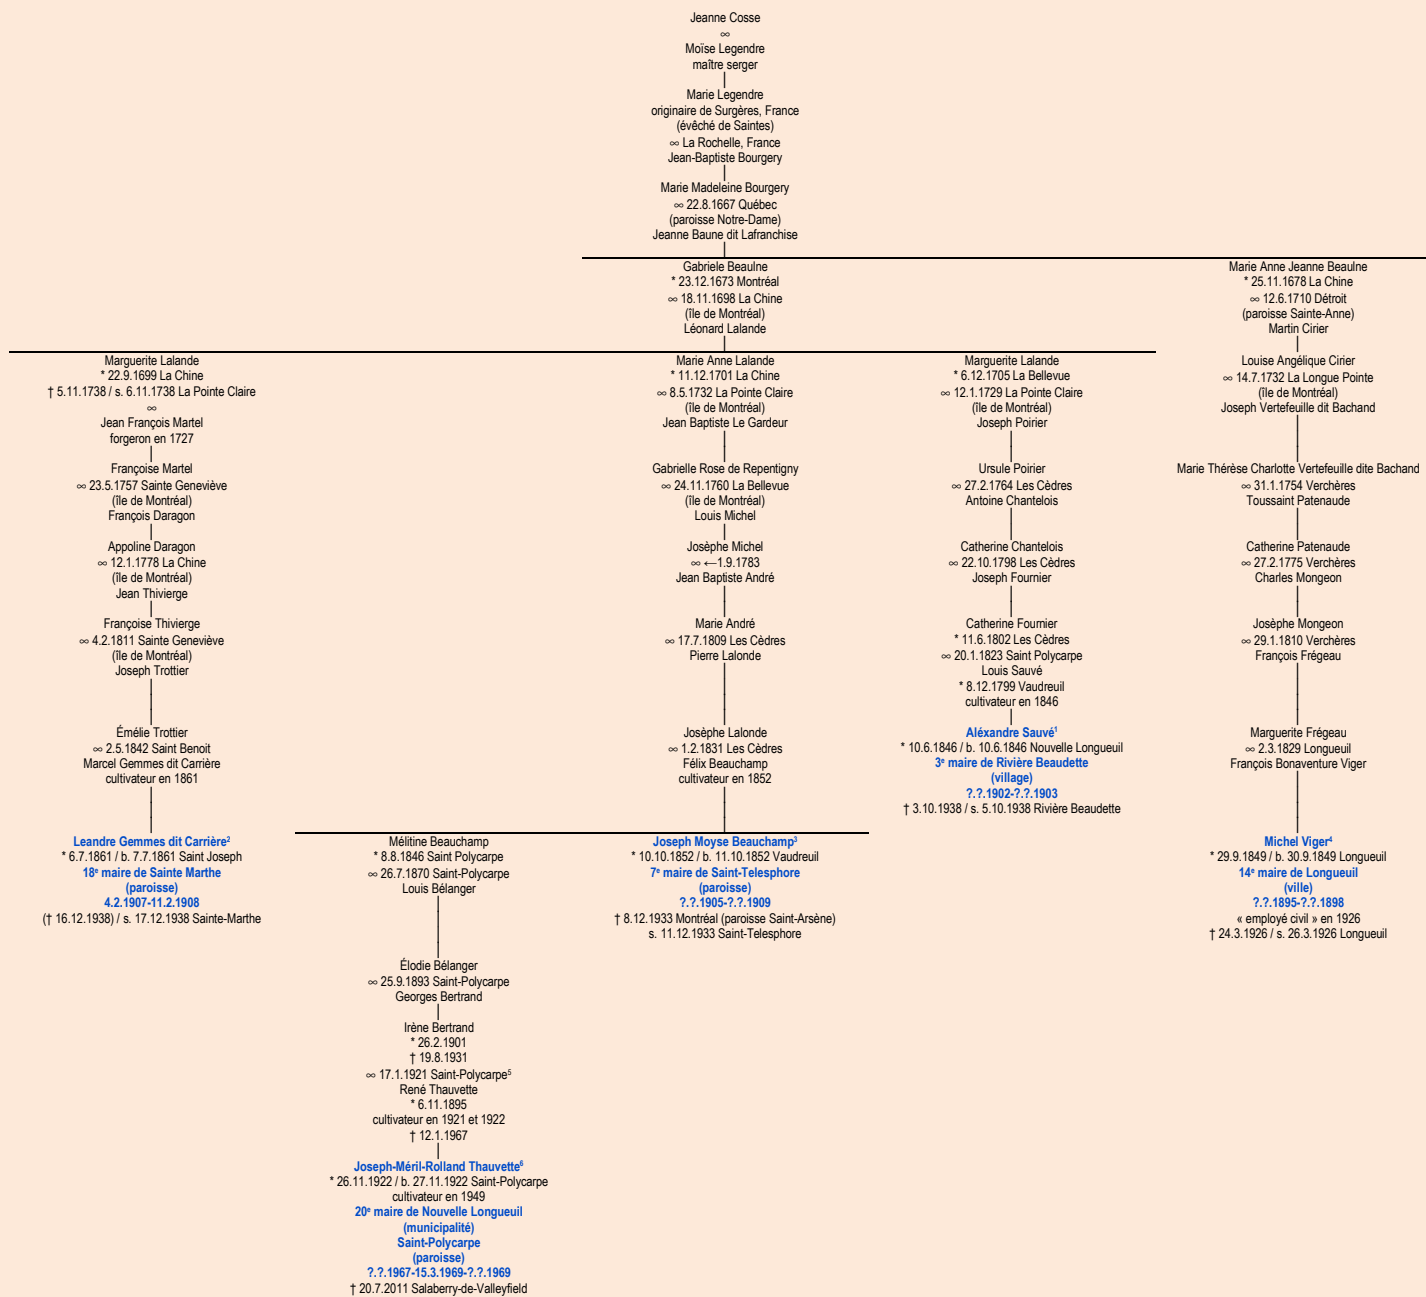 Jeanne Cosse
∞
Moïse Legendre
maître serger
Marie Legendre
originaire de Surgères, France
(évêché de Saintes)
∞ La Rochelle, France
Jean-Baptiste Bourgery
Marie Madeleine Bourgery
∞ 22.8.1667 Québec
(paroisse Notre-Dame)
Jeanne Baune dit Lafranchise
Gabriele Beaulne
* 23.12.1673 Montréal
∞ 18.11.1698 La Chine
(île de Montréal)
Léonard Lalande
Marie Anne Jeanne Beaulne
* 25.11.1678 La Chine
∞ 12.6.1710 Détroit
(paroisse Sainte-Anne)
Martin Cirier
Marguerite Lalande
* 22.9.1699 La Chine
† 5.11.1738 / s. 6.11.1738 La Pointe Claire
∞
Jean François Martel
forgeron en 1727
Françoise Martel
∞ 23.5.1757 Sainte Geneviève
(île de Montréal)
François Daragon
Appoline Daragon
∞ 12.1.1778 La Chine
(île de Montréal)
Jean Thivierge
Françoise Thivierge
∞ 4.2.1811 Sainte Geneviève
(île de Montréal)
Joseph Trottier
Émélie Trottier
∞ 2.5.1842 Saint Benoit
Marcel Gemmes dit Carrière
cultivateur en 1861
Leandre Gemmes dit Carrière²
* 6.7.1861 / b. 7.7.1861 Saint Joseph
18ᵉ maire de Sainte Marthe
(paroisse)
4.2.1907-11.2.1908
(† 16.12.1938) / s. 17.12.1938 Sainte-Marthe
Marie Anne Lalande
* 11.12.1701 La Chine
∞ 8.5.1732 La Pointe Claire
(île de Montréal)
Jean Baptiste Le Gardeur
Gabrielle Rose de Repentigny
∞ 24.11.1760 La Bellevue
(île de Montréal)
Louis Michel
Josèphe Michel
∞ ←1.9.1783
Jean Baptiste André
Marie André
∞ 17.7.1809 Les Cèdres
Pierre Lalonde
Josèphe Lalonde
∞ 1.2.1831 Les Cèdres
Félix Beauchamp
cultivateur en 1852
Mélitine Beauchamp
* 8.8.1846 Saint Polycarpe
∞ 26.7.1870 Saint-Polycarpe
Louis Bélanger
Élodie Bélanger
∞ 25.9.1893 Saint-Polycarpe
Georges Bertrand
Irène Bertrand
* 26.2.1901
† 19.8.1931
∞ 17.1.1921 Saint-Polycarpe⁵
René Thauvette
* 6.11.1895
cultivateur en 1921 et 1922
† 12.1.1967
Joseph-Méril-Rolland Thauvette⁶
* 26.11.1922 / b. 27.11.1922 Saint-Polycarpe
cultivateur en 1949
20ᵉ maire de Nouvelle Longueuil
(municipalité)
Saint-Polycarpe
(paroisse)
?.?.1967-15.3.1969-?.?.1969
† 20.7.2011 Salaberry-de-Valleyfield
Joseph Moyse Beauchamp³
* 10.10.1852 / b. 11.10.1852 Vaudreuil
7ᵉ maire de Saint-Telesphore
(paroisse)
?.?.1905-?.?.1909
† 8.12.1933 Montréal (paroisse Saint-Arsène)
s. 11.12.1933 Saint-Telesphore
Marguerite Lalande
* 6.12.1705 La Bellevue
∞ 12.1.1729 La Pointe Claire
(île de Montréal)
Joseph Poirier
Ursule Poirier
∞ 27.2.1764 Les Cèdres
Antoine Chantelois
Catherine Chantelois
∞ 22.10.1798 Les Cèdres
Joseph Fournier
Catherine Fournier
* 11.6.1802 Les Cèdres
∞ 20.1.1823 Saint Polycarpe
Louis Sauvé
* 8.12.1799 Vaudreuil
cultivateur en 1846
Aléxandre Sauvé¹
* 10.6.1846 / b. 10.6.1846 Nouvelle Longueuil
3ᵉ maire de Rivière Beaudette
(village)
?.?.1902-?.?.1903
† 3.10.1938 / s. 5.10.1938 Rivière Beaudette
Louise Angélique Cirier
∞ 14.7.1732 La Longue Pointe
(île de Montréal)
Joseph Vertefeuille dit Bachand
Marie Thérèse Charlotte Vertefeuille dite Bachand
∞ 31.1.1754 Verchères
Toussaint Patenaude
Catherine Patenaude
∞ 27.2.1775 Verchères
Charles Mongeon
Josèphe Mongeon
∞ 29.1.1810 Verchères
François Frégeau
Marguerite Frégeau
∞ 2.3.1829 Longueuil
François Bonaventure Viger
Michel Viger⁴
* 29.9.1849 / b. 30.9.1849 Longueuil
14ᵉ maire de Longueuil
(ville)
?.?.1895-?.?.1898
« employé civil » en 1926
† 24.3.1926 / s. 26.3.1926 Longueuil